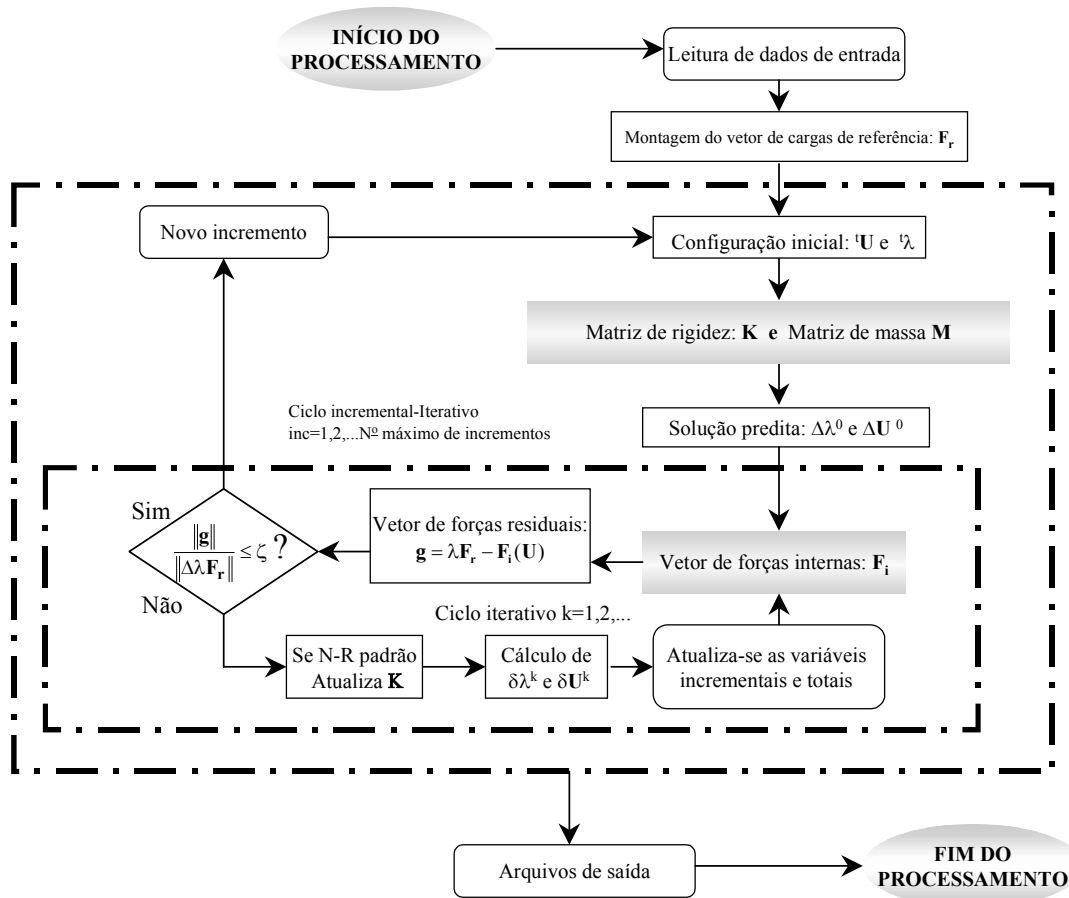 INÍCIO DO
PROCESSAMENTO
Leitura de dados de entrada
Montagem do vetor de cargas de referência: Fᵣ
Novo incremento
Configuração inicial: ᵗU e ᵗλ
Matriz de rigidez: K e Matriz de massa M
Ciclo incremental-Iterativo
inc=1,2,...Nº máximo de incrementos
Solução predita: Δλ⁰ e ΔU ⁰
Sim
‖g‖ / ‖ΔλFᵣ‖ ≤ ζ ?
Não
Vetor de forças residuais:
g = λFᵣ − Fᵢ(U)
Vetor de forças internas: Fᵢ
Ciclo iterativo k=1,2,...
Se N-R padrão
Atualiza K
Cálculo de
δλᵏ e δUᵏ
Atualiza-se as variáveis
incrementais e totais
Arquivos de saída
FIM DO
PROCESSAMENTO